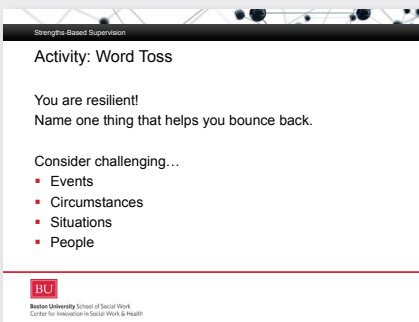 Strengths-Based Supervision
Activity: Word Toss
You are resilient!
Name one thing that helps you bounce back.
Consider challenging…
▪ Events
▪ Circumstances
▪ Situations
▪ People
BU
Boston University School of Social Work
Center for Innovation in Social Work & Health